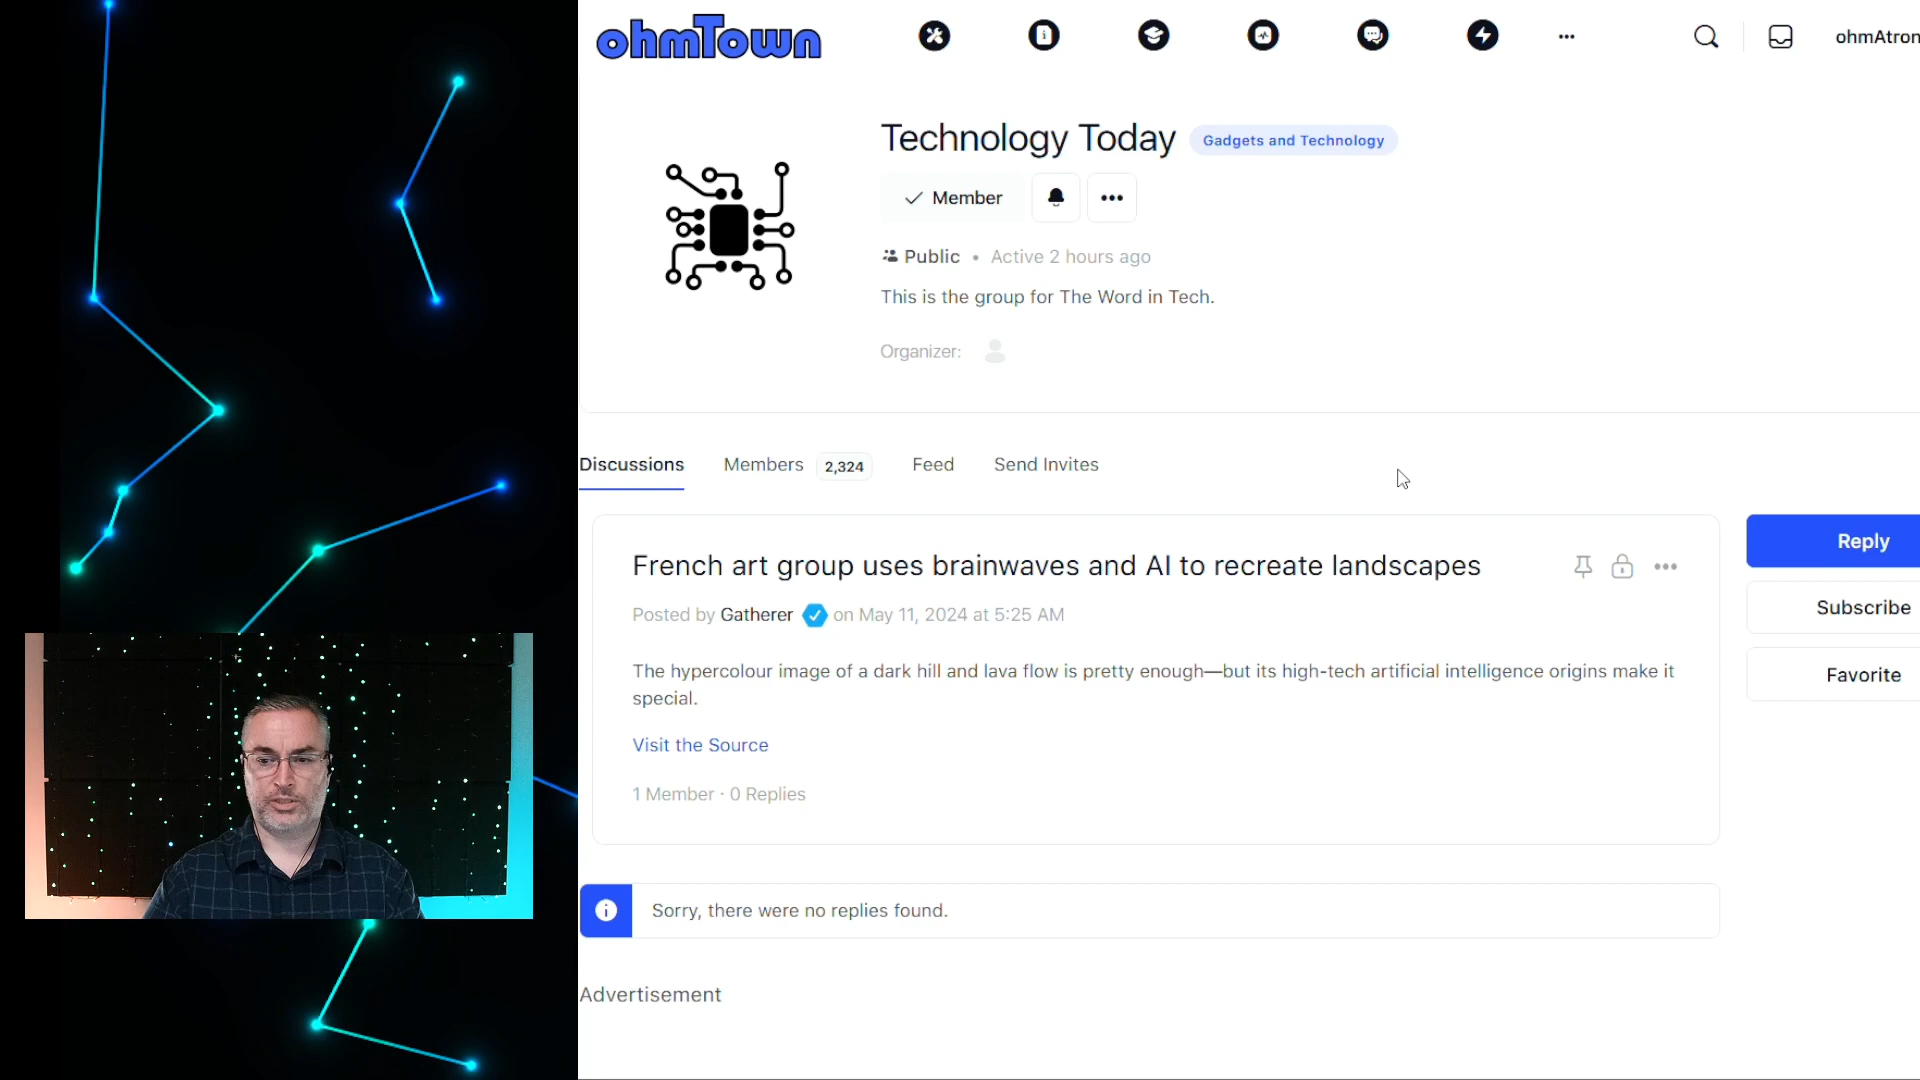 ohmTown
ohmAtron
Technology Today
Gadgets and Technology
Member
Public • Active 2 hours ago
This is the group for The Word in Tech.
Organizer:
Discussions
Members 2,324
Feed
Send Invites
French art group uses brainwaves and AI to recreate landscapes
Posted by Gatherer on May 11, 2024 at 5:25 AM
The hypercolour image of a dark hill and lava flow is pretty enough—but its high-tech artificial intelligence origins make it
special.
Visit the Source
1 Member · 0 Replies
Reply
Subscribe
Favorite
Sorry, there were no replies found.
Advertisement